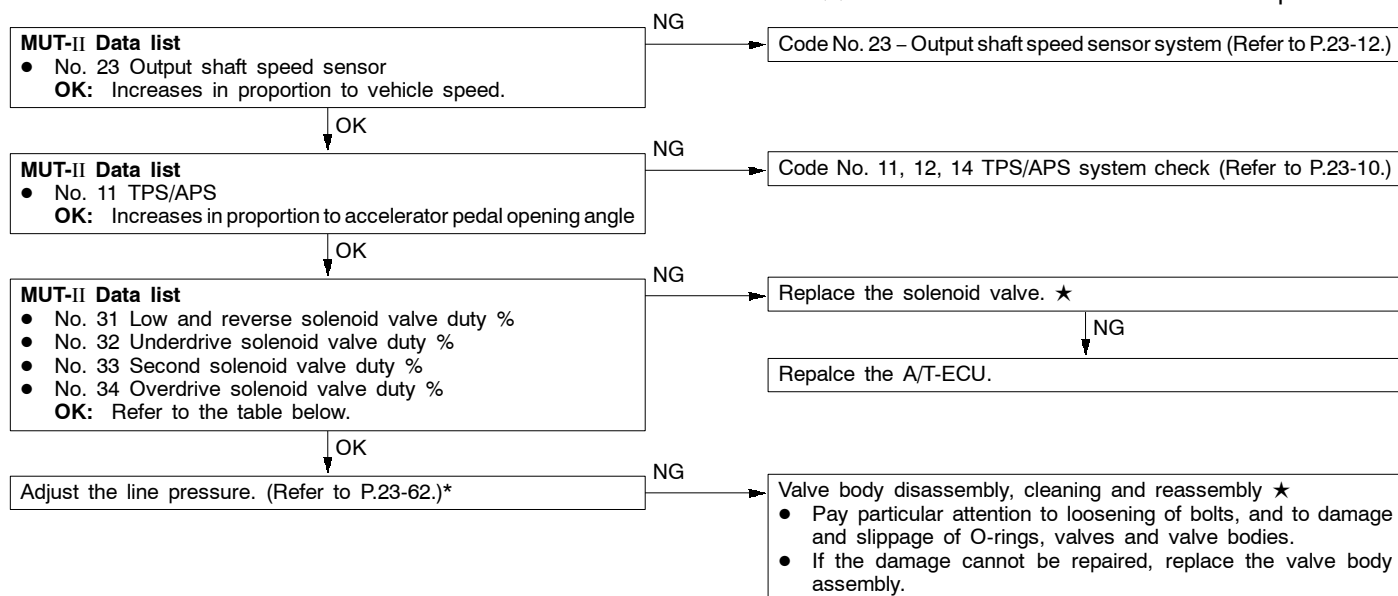 NG
MUT-II Data list
● No. 23 Output shaft speed sensor
OK: Increases in proportion to vehicle speed.
Code No. 23 – Output shaft speed sensor system (Refer to P.23-12.)
OK
NG
MUT-II Data list
● No. 11 TPS/APS
OK: Increases in proportion to accelerator pedal opening angle
Code No. 11, 12, 14 TPS/APS system check (Refer to P.23-10.)
OK
NG
MUT-II Data list
● No. 31 Low and reverse solenoid valve duty %
● No. 32 Underdrive solenoid valve duty %
● No. 33 Second solenoid valve duty %
● No. 34 Overdrive solenoid valve duty %
OK: Refer to the table below.
Replace the solenoid valve. ★
NG
Repalce the A/T-ECU.
OK
NG
Adjust the line pressure. (Refer to P.23-62.)*
Valve body disassembly, cleaning and reassembly ★
● Pay particular attention to loosening of bolts, and to damage
and slippage of O-rings, valves and valve bodies.
● If the damage cannot be repaired, replace the valve body
assembly.